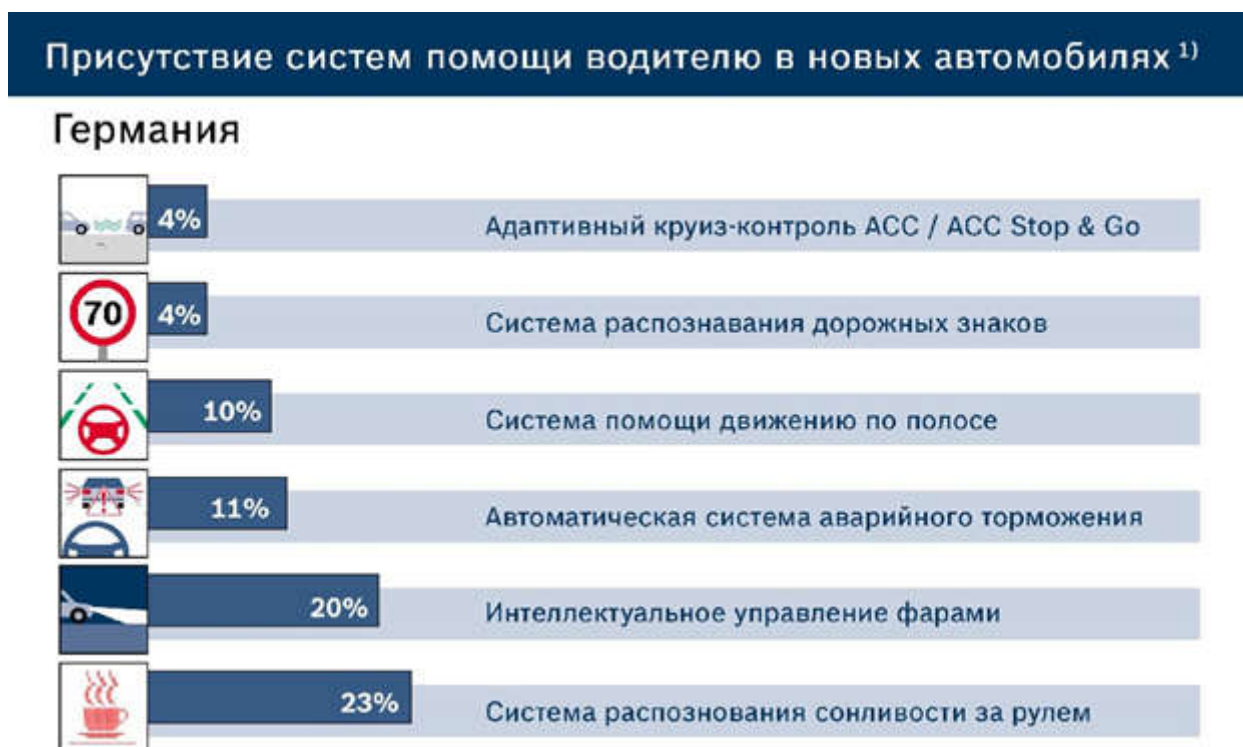 Присутствие систем помощи водителю в новых автомобилях 1)
Германия
4% Адаптивный круиз-контроль ACC / ACC Stop & Go
70 4% Система распознавания дорожных знаков
10% Система помощи движению по полосе
11% Автоматическая система аварийного торможения
20% Интеллектуальное управление фарами
23% Система распознования сонливости за рулем